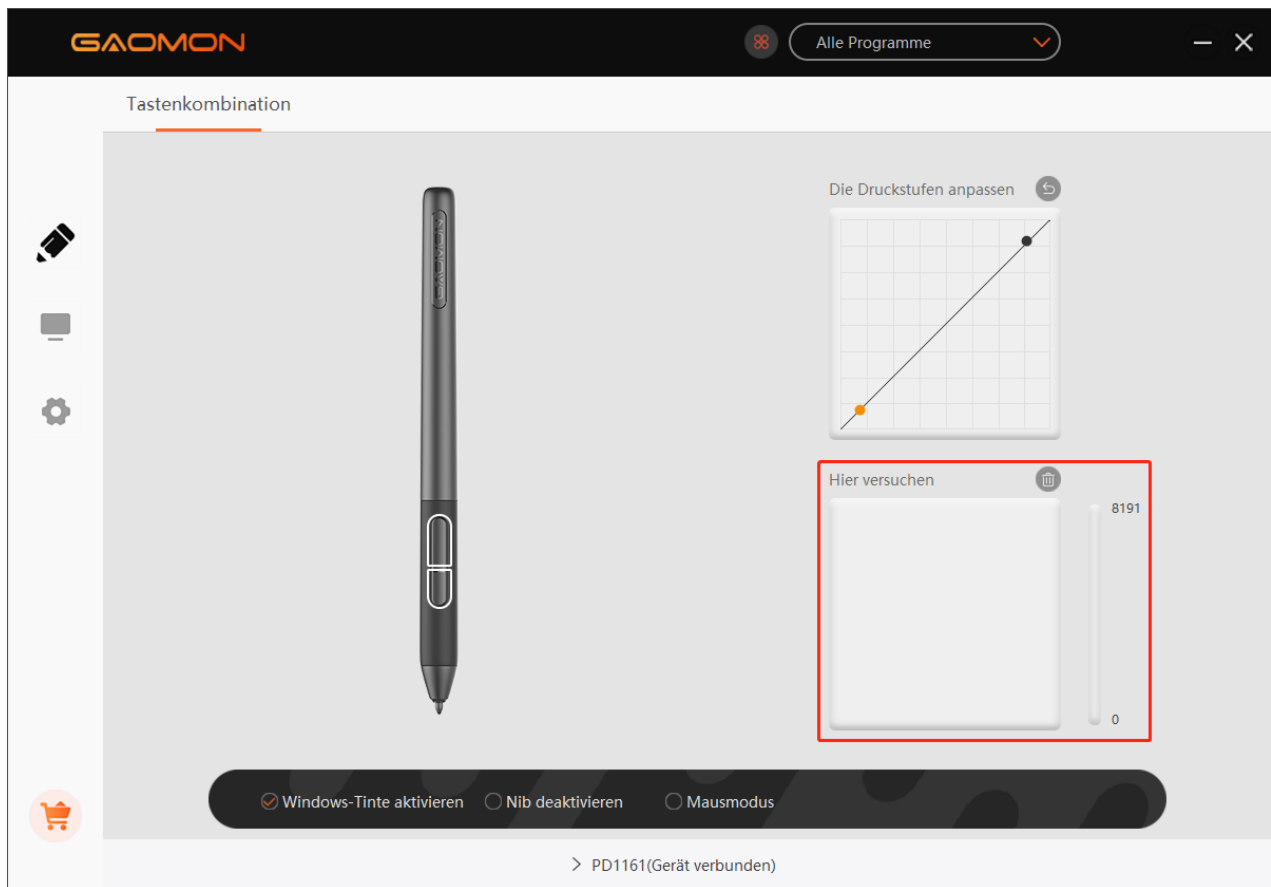 GAOMON
Alle Programme
Tastenkombination
Die Druckstufen anpassen
GAOMON
Hier versuchen
8191
0
Windows-Tinte aktivieren
Nib deaktivieren
Mausmodus
PD1161(Gerät verbunden)